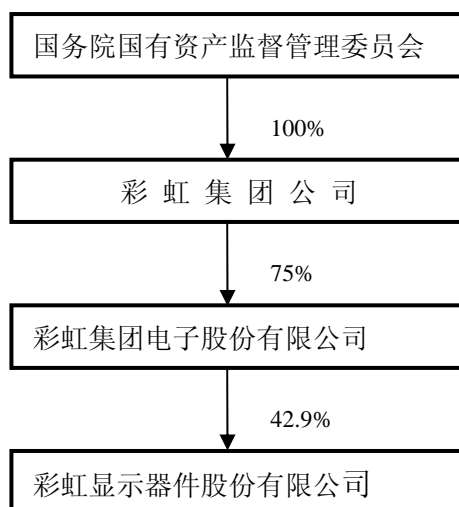 国务院国有资产监督管理委员会
100%
彩 虹 集 团 公 司
75%
彩虹集团电子股份有限公司
42.9%
彩虹显示器件股份有限公司